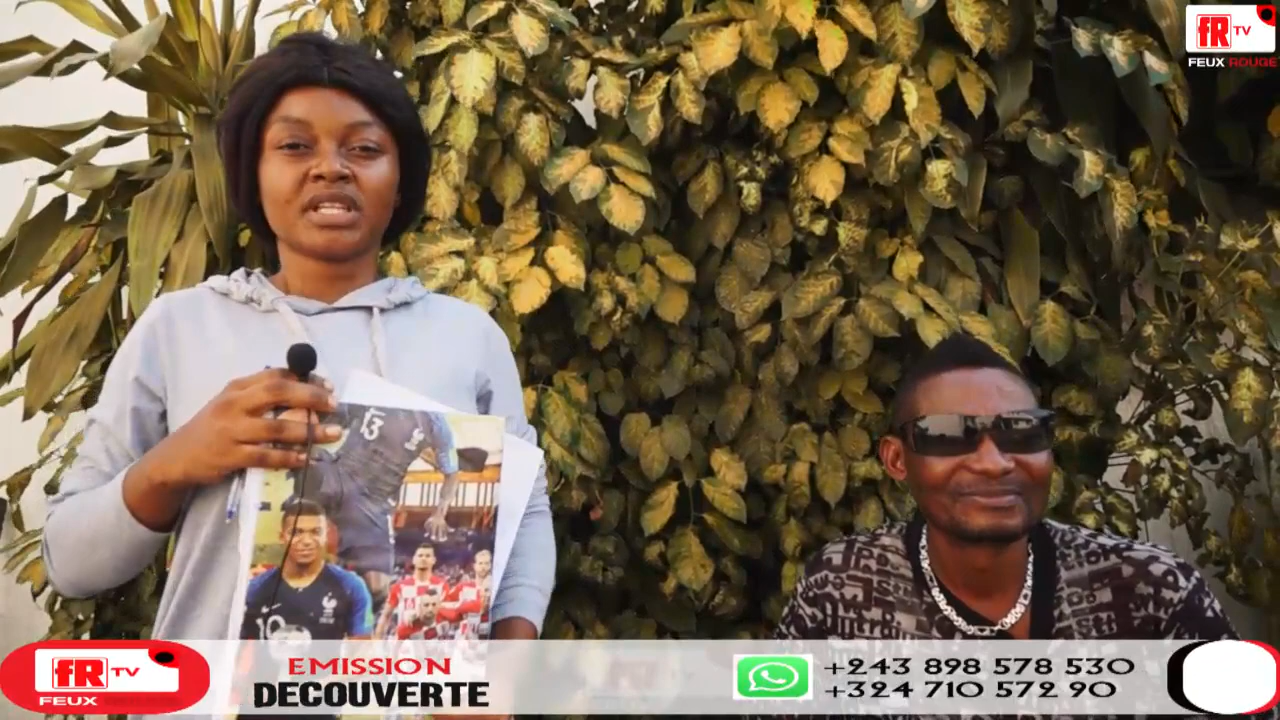 fR TV
FEUX ROUGE
13
10
fR TV
FEUX ROUGE
EMISSION
DECOUVERTE
+243 898 578 530
+324 710 572 90